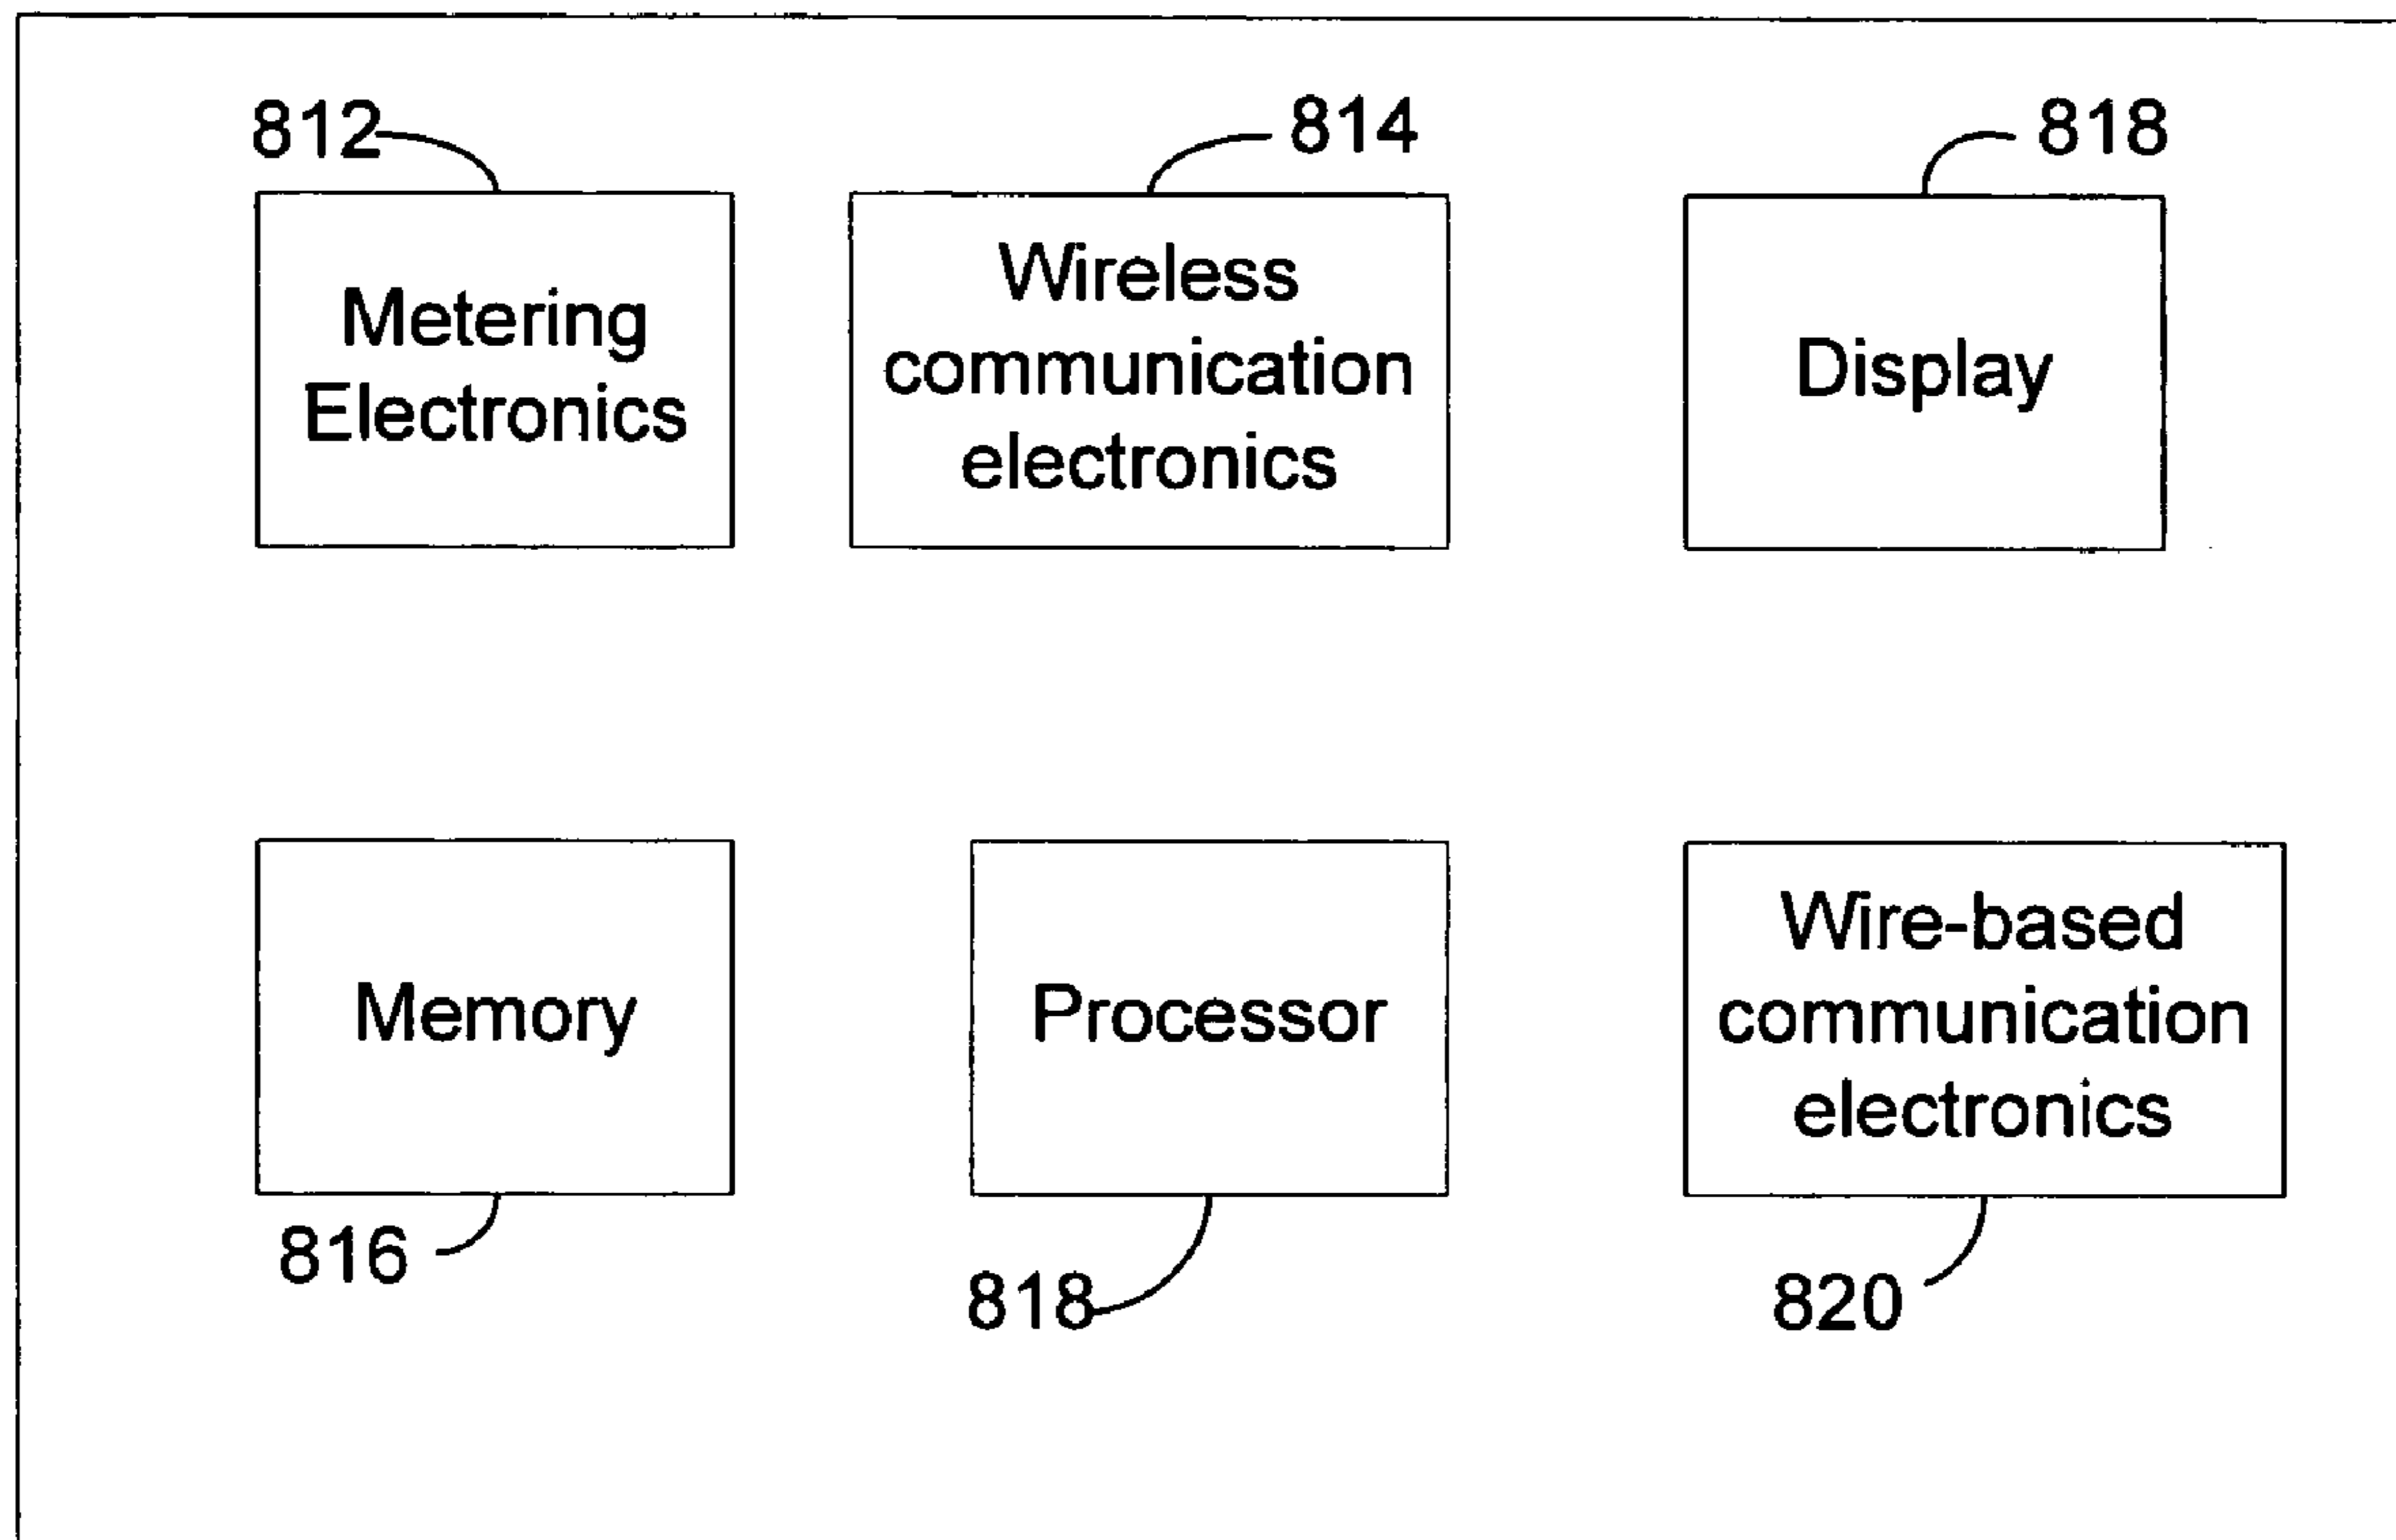 812
814
818
Metering
Electronics
Wireless
communication
electronics
Display
Memory
Processor
Wire-based
communication
electronics
816
818
820